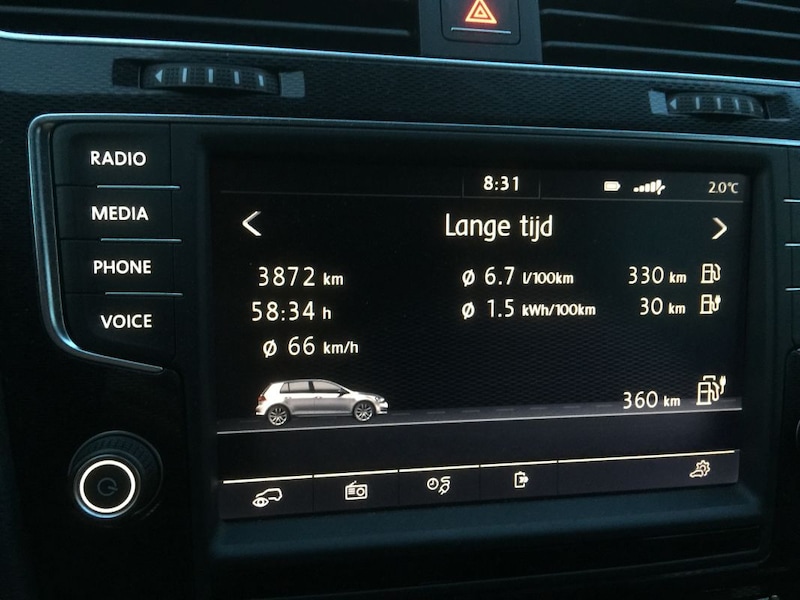 RADIO
MEDIA
PHONE
VOICE
8:31 2.0°C
Lange tijd
3872 km ø 6.7 l/100km 330 km
58:34 h ø 1.5 kWh/100km 30 km
ø 66 km/h
360 km